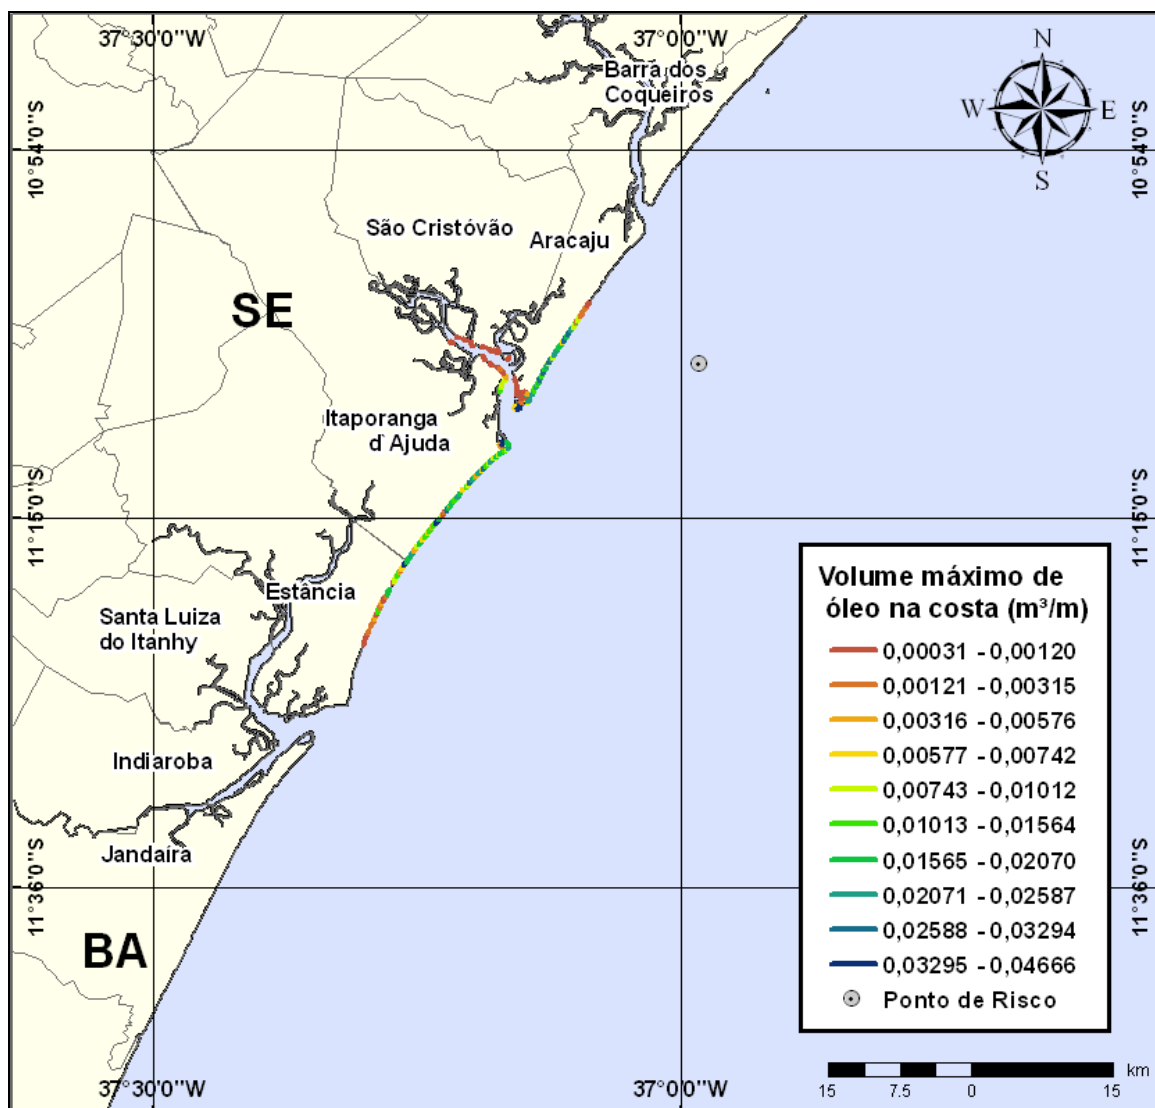 37°30'0"W
37°0'0"W
N
W
E
S
10°54'0"S
10°54'0"S
Barra dos
Coqueiros
São Cristóvão
Aracaju
SE
Itaporanga
d`Ajuda
11°15'0"S
11°15'0"S
Estância
Santa Luiza
do Itanhy
Indiaroba
Jandaíra
11°36'0"S
11°36'0"S
BA
Volume máximo de
óleo na costa (m³/m)
0,00031 - 0,00120
0,00121 - 0,00315
0,00316 - 0,00576
0,00577 - 0,00742
0,00743 - 0,01012
0,01013 - 0,01564
0,01565 - 0,02070
0,02071 - 0,02587
0,02588 - 0,03294
0,03295 - 0,04666
Ponto de Risco
km
15 7.5 0 15
37°30'0"W
37°0'0"W